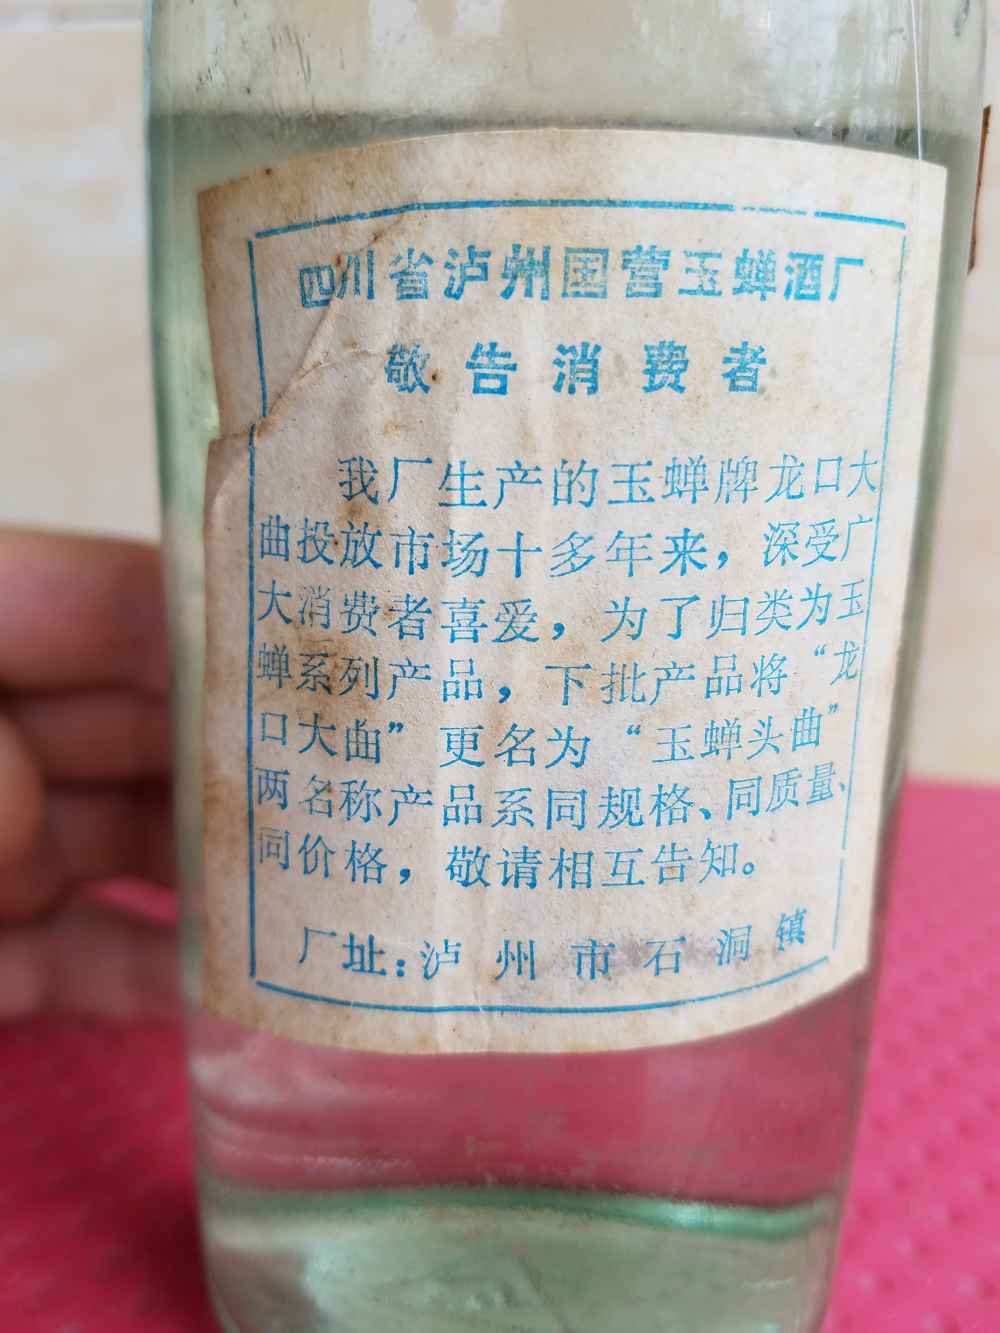 四川省泸州国营玉蝉酒厂
敬告消费者
我厂生产的玉蝉牌龙口大
曲投放市场十多年来，深受广
大消费者喜爱，为了归类为玉
蝉系列产品，下批产品将“龙
口大曲”更名为“玉蝉头曲”
两名称产品系同规格、同质量、
同价格，敬请相互告知。
厂址：泸州市石洞镇